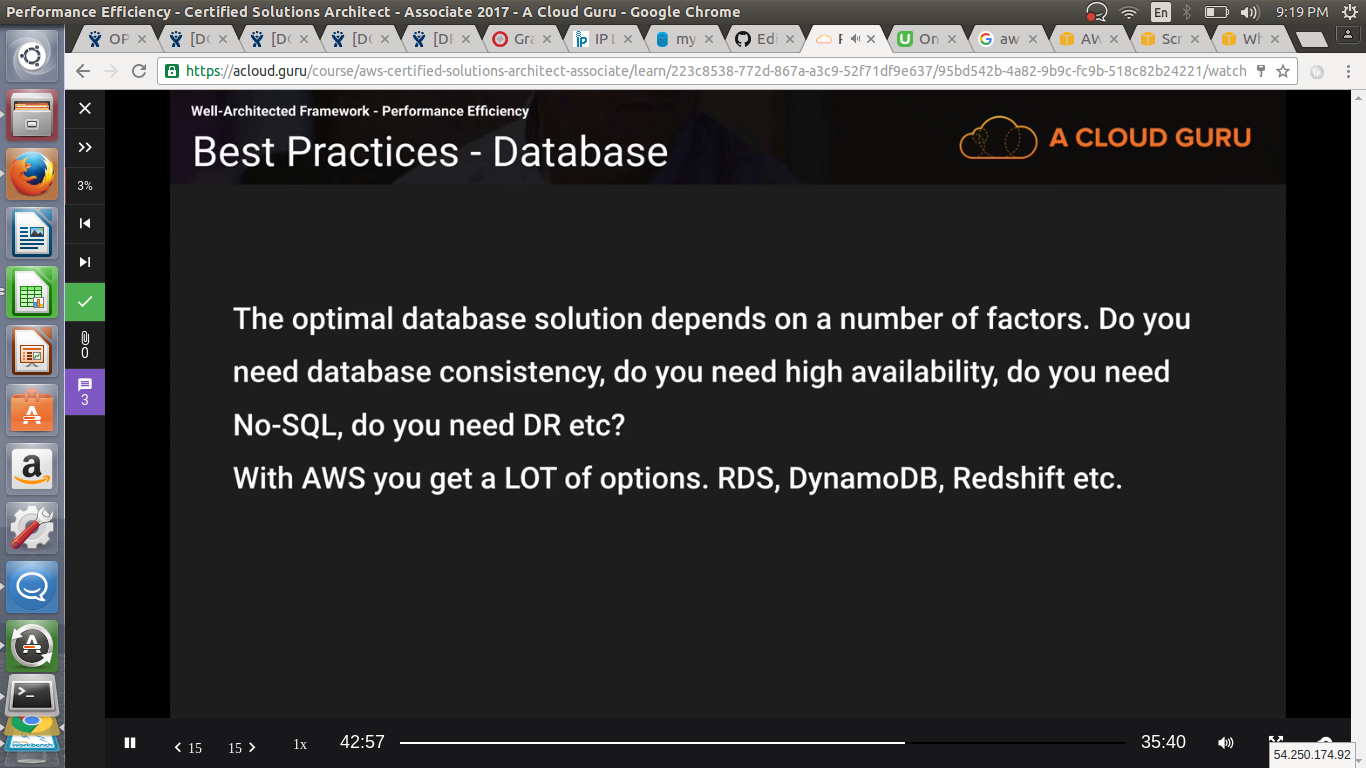 Performance Efficiency - Certified Solutions Architect - Associate 2017 - A Cloud Guru - Google Chrome
En
9:19 PM
OP
[DC
[DC
[DC
[DF
Gra
IP L
my
Edi
On
aw
AW
Scr
Wh
https://acloud.guru/course/aws-certified-solutions-architect-associate/learn/223c8538-772d-867a-a3c9-52f71df9e637/95bd542b-4a82-9b9c-fc9b-518c82b24221/watch
Well-Architected Framework - Performance Efficiency
Best Practices - Database
A CLOUD GURU
3%
0
3
The optimal database solution depends on a number of factors. Do you
need database consistency, do you need high availability, do you need
No-SQL, do you need DR etc?
With AWS you get a LOT of options. RDS, DynamoDB, Redshift etc.
15
15
1x
42:57
35:40
54.250.174.92